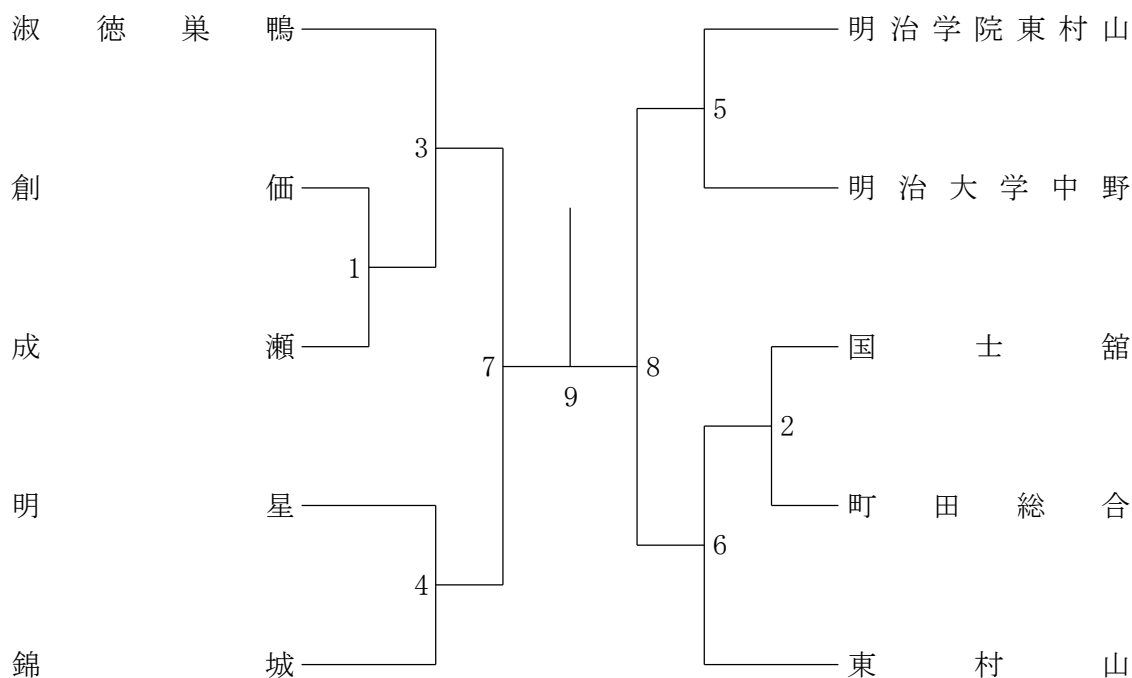 淑徳巣鴨
明治学院東村山
5
3
創価
明治大学中野
1
成瀬
国士舘
7
8
9
2
明星
町田総合
6
4
錦城
東村山